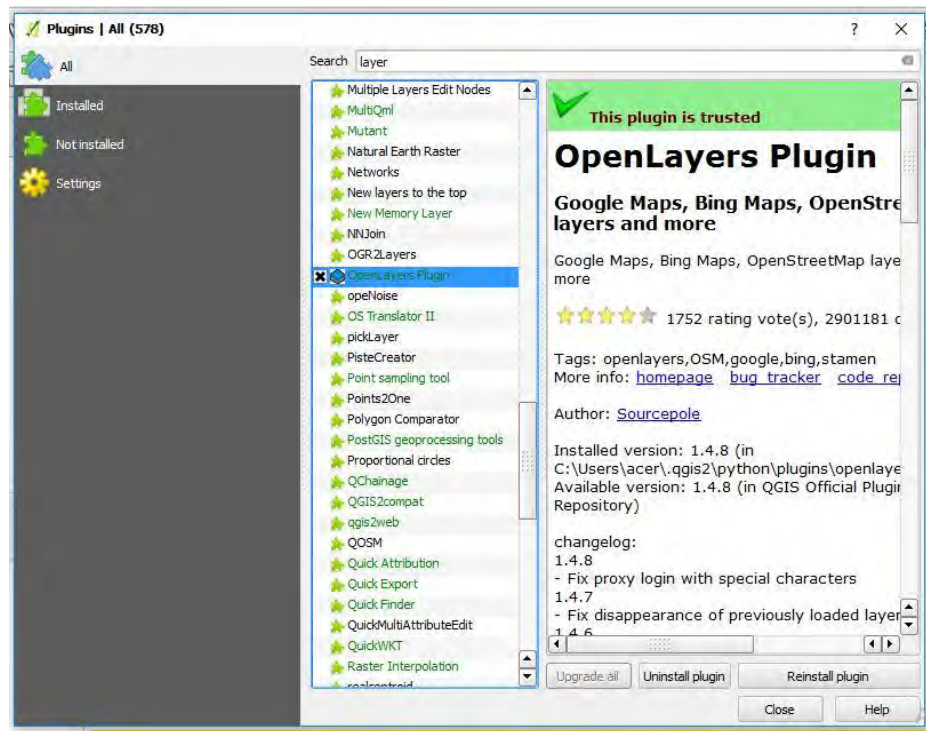 Plugins | All (578)
? X
All
Installed
Not installed
Settings
Search layer
Multiple Layers Edit Nodes
MultiQml
Mutant
Natural Earth Raster
Networks
New layers to the top
New Memory Layer
NNJoin
OGR2Layers
OpenLayers Plugin
opeNoise
OS Translator II
pickLayer
PisteCreator
Point sampling tool
Points2One
Polygon Comparator
PostGIS geoprocessing tools
Proportional circles
QChainage
QGIS2compat
qgis2web
QOSM
Quick Attribution
Quick Export
Quick Finder
QuickMultiAttributeEdit
QuickWKT
Raster Interpolation
This plugin is trusted
OpenLayers Plugin
Google Maps, Bing Maps, OpenStre
layers and more
Google Maps, Bing Maps, OpenStreetMap laye
more
1752 rating vote(s), 2901181
Tags: openlayers,OSM,google,bing,stamen
More info: homepage bug tracker code re
Author: Sourcepole
Installed version: 1.4.8 (in
C:\Users\acer\.qgis2\python\plugins\openlaye
Available version: 1.4.8 (in QGIS Official Plugi
Repository)
changelog:
1.4.8
- Fix proxy login with special characters
1.4.7
- Fix disappearance of previously loaded layer
1.4.6
Upgrade all Uninstall plugin Reinstall plugin
Close Help